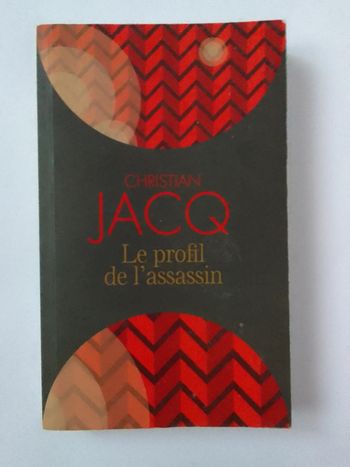 CHRISTIAN
JACQ
Le profil
de l'assassin